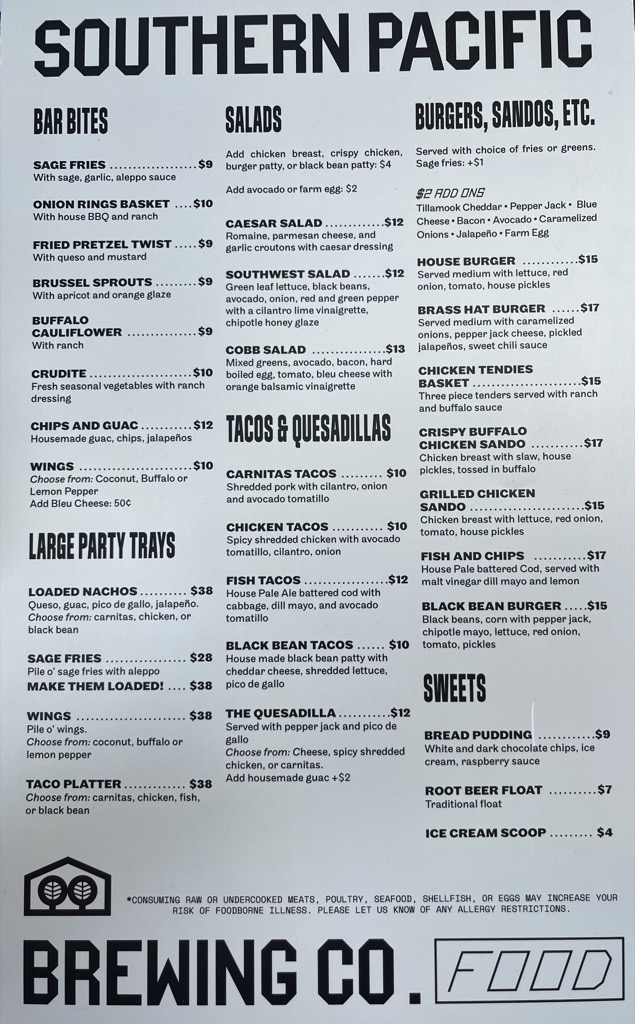 SOUTHERN PACIFIC
BAR BITES
SAGE FRIES .................$9
With sage, garlic, aleppo sauce
ONION RINGS BASKET ....$10
With house BBQ and ranch
FRIED PRETZEL TWIST .....$9
With queso and mustard
BRUSSEL SPROUTS .........$9
With apricot and orange glaze
BUFFALO
CAULIFLOWER ...............$9
With ranch
CRUDITE .....................$10
Fresh seasonal vegetables with ranch
dressing
CHIPS AND GUAC ..........$12
Housemade guac, chips, jalapeños
WINGS .......................$10
Choose from: Coconut, Buffalo or
Lemon Pepper
Add Bleu Cheese: 50¢
LARGE PARTY TRAYS
LOADED NACHOS .......... $38
Queso, guac, pico de gallo, jalapeño.
Choose from: carnitas, chicken, or
black bean
SAGE FRIES ................. $28
Pile o' sage fries with aleppo
MAKE THEM LOADED! .... $38
WINGS ....................... $38
Pile o' wings.
Choose from: coconut, buffalo or
lemon pepper
TACO PLATTER ............. $38
Choose from: carnitas, chicken, fish,
or black bean
SALADS
Add chicken breast, crispy chicken,
burger patty, or black bean patty: $4
Add avocado or farm egg: $2
CAESAR SALAD ............$12
Romaine, parmesan cheese, and
garlic croutons with caesar dressing
SOUTHWEST SALAD .......$12
Green leaf lettuce, black beans,
avocado, onion, red and green pepper
with a cilantro lime vinaigrette,
chipotle honey glaze
COBB SALAD ...............$13
Mixed greens, avocado, bacon, hard
boiled egg, tomato, bleu cheese with
orange balsamic vinaigrette
TACOS & QUESADILLAS
CARNITAS TACOS ........ $10
Shredded pork with cilantro, onion
and avocado tomatillo
CHICKEN TACOS .......... $10
Spicy shredded chicken with avocado
tomatillo, cilantro, onion
FISH TACOS .................$12
House Pale Ale battered cod with
cabbage, dill mayo, and avocado
tomatillo
BLACK BEAN TACOS ...... $10
House made black bean patty with
cheddar cheese, shredded lettuce,
pico de gallo
THE QUESADILLA ..........$12
Served with pepper jack and pico de
gallo
Choose from: Cheese, spicy shredded
chicken, or carnitas.
Add housemade guac +$2
BURGERS, SANDOS, ETC.
Served with choice of fries or greens.
Sage fries: +$1
$2 ADD ONS
Tillamook Cheddar • Pepper Jack • Blue
Cheese • Bacon • Avocado • Caramelized
Onions • Jalapeño • Farm Egg
HOUSE BURGER ............$15
Served medium with lettuce, red
onion, tomato, house pickles
BRASS HAT BURGER ......$17
Served medium with caramelized
onions, pepper jack cheese, pickled
jalapeños, sweet chili sauce
CHICKEN TENDIES
BASKET ......................$15
Three piece tenders served with ranch
and buffalo sauce
CRISPY BUFFALO
CHICKEN SANDO ..........$17
Chicken breast with slaw, house
pickles, tossed in buffalo
GRILLED CHICKEN
SANDO ......................$15
Chicken breast with lettuce, red onion,
tomato, house pickles
FISH AND CHIPS ..........$17
House Pale battered Cod, served with
malt vinegar dill mayo and lemon
BLACK BEAN BURGER .....$15
Black beans, corn with pepper jack,
chipotle mayo, lettuce, red onion,
tomato, pickles
SWEETS
BREAD PUDDING ...........$9
White and dark chocolate chips, ice
cream, raspberry sauce
ROOT BEER FLOAT ..........$7
Traditional float
ICE CREAM SCOOP ......... $4
*CONSUMING RAW OR UNDERCOOKED MEATS, POULTRY, SEAFOOD, SHELLFISH, OR EGGS MAY INCREASE YOUR
RISK OF FOODBORNE ILLNESS. PLEASE LET US KNOW OF ANY ALLERGY RESTRICTIONS.
BREWING CO. FOOD